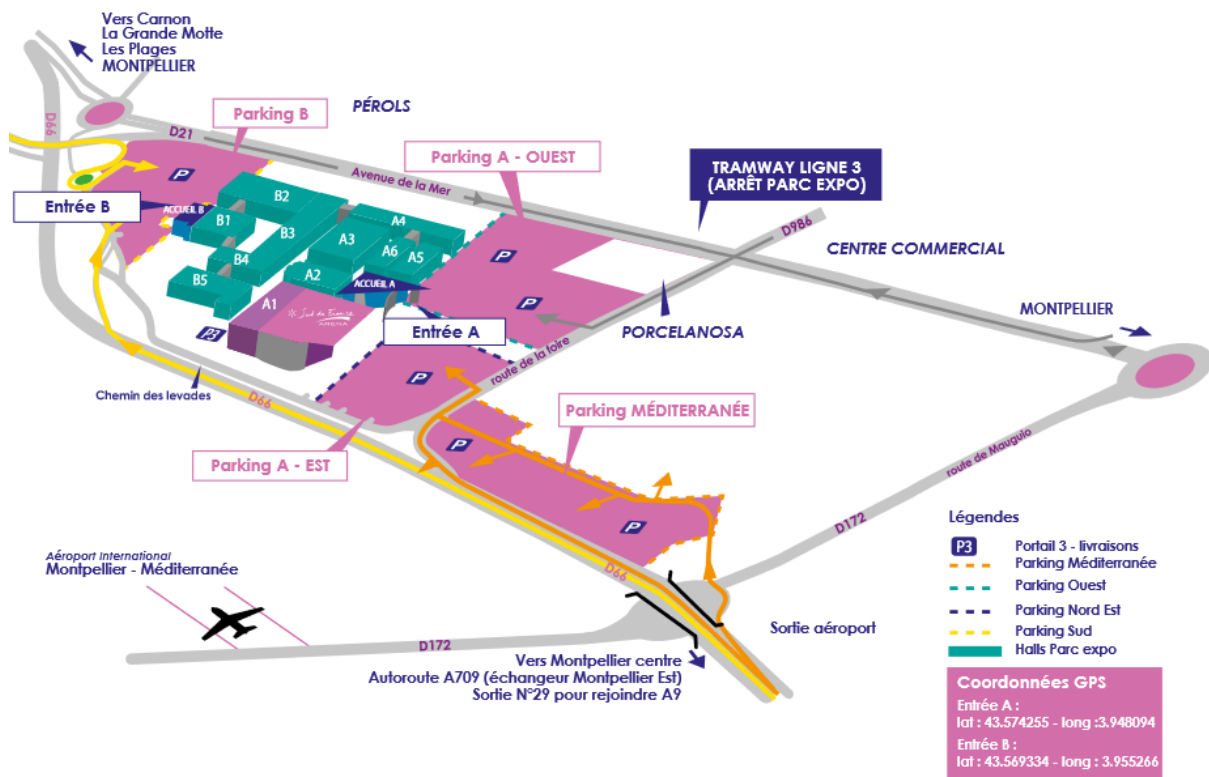 Vers Carnon
La Grande Motte
Les Plages
MONTPELLIER
PÉROLS
D66
Parking B
D21
Parking A - OUEST
Avenue de la Mer
TRAMWAY LIGNE 3
(ARRÊT PARC EXPO)
D986
CENTRE COMMERCIAL
P
Entrée B
ACCUEIL B
B2
B1
B3
B4
B5
A4
A3
A6
A5
A2
ACCUEIL A
A1
Sud de France
ARENA
P
P
P3
Entrée A
PORCELANOSA
MONTPELLIER
route de la foire
Chemin des levades
D66
P
Parking MÉDITERRANÉE
Parking A - EST
P
P
route de Mauguio
D172
D66
Aéroport International
Montpellier - Méditerranée
D172
Sortie aéroport
Vers Montpellier centre
Autoroute A709 (échangeur Montpellier Est)
Sortie N°29 pour rejoindre A9
Légendes
P3 Portail 3 - livraisons
Parking Méditerranée
Parking Ouest
Parking Nord Est
Parking Sud
Halls Parc expo
Coordonnées GPS
Entrée A :
lat : 43.574255 - long :3.948094
Entrée B :
lat : 43.569334 - long : 3.955266